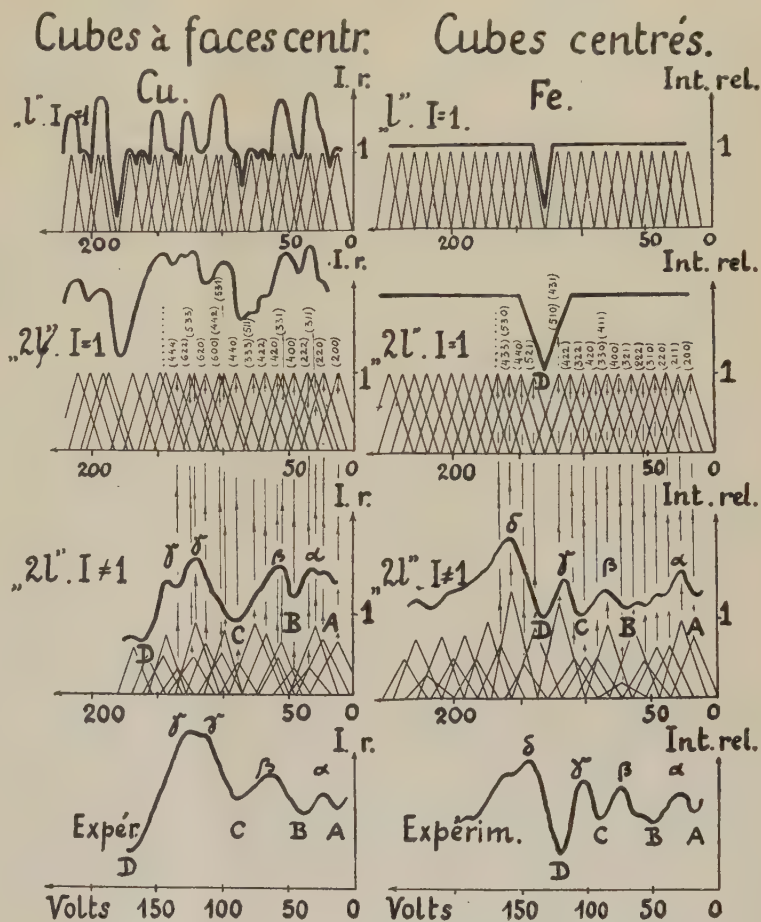 Cubes à faces centr.
Cubes centrés.
Cu.
I. r.
Fe.
Int. rel.
„l". I=1
1
„l". I=1.
1
200
50
0
200
50
0
I. r.
Int. rel.
„2l". I=1
(444)
(622)
(533)
(620)
(600)(442)
(531)
(440)
(333)(511)
(422)
(420)
(331)
(400)
(222)
(311)
(220)
(200)
1
„2l". I=1
(433)(530)
(440)
(521)
D
(510)(431)
(422)
(322)
(420)
(330)(411)
(400)
(321)
(222)
(310)
(220)
(211)
(200)
1
200
50
0
200
50
0
I. r.
Int. rel.
„2l". I≠1
γ γ β α
D C B A
1
„2l". I≠1
δ γ β α
D C B A
1
200
50
0
200
50
0
I. r.
Int. rel.
γ γ β α
Expér.
D C B A
δ γ β α
Expérim.
D C B A
Volts 150 100 50 0
Volts 150 100 50 0